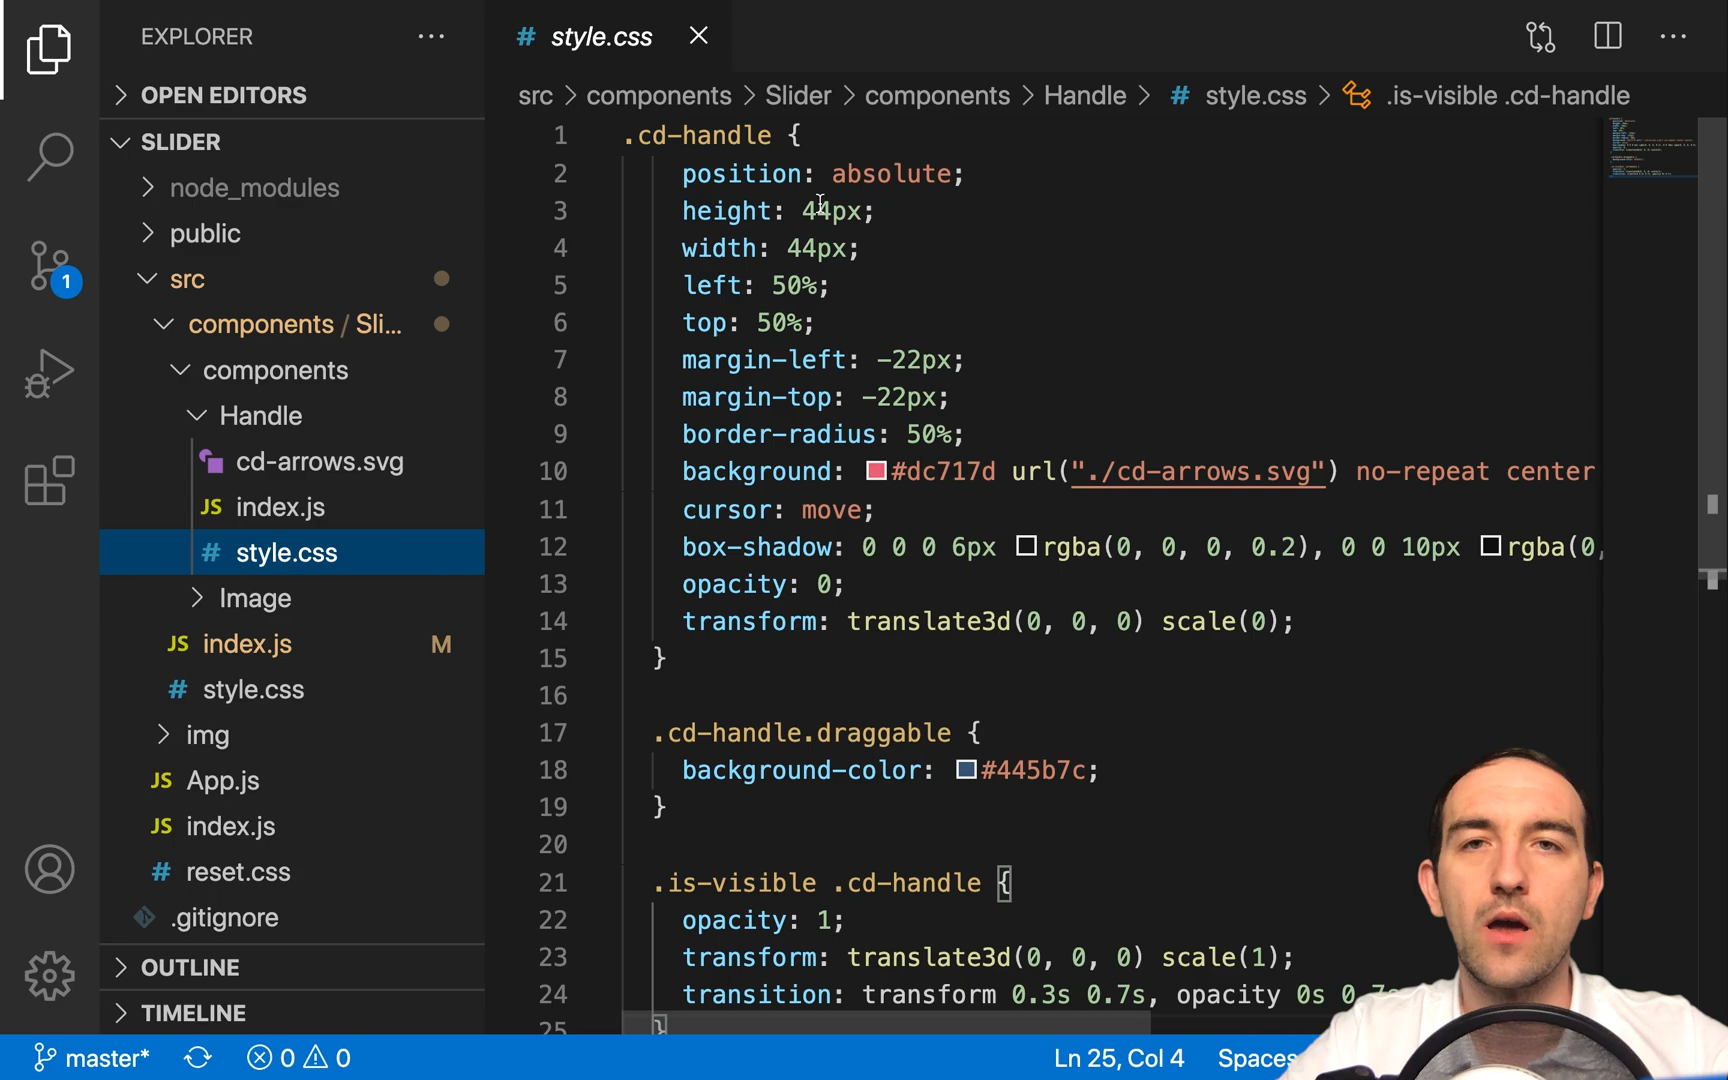 EXPLORER
OPEN EDITORS
SLIDER
node_modules
public
src
components / Sli...
components
Handle
cd-arrows.svg
JS index.js
# style.css
Image
JS index.js M
# style.css
img
JS App.js
JS index.js
# reset.css
.gitignore
OUTLINE
TIMELINE
1
# style.css
src > components > Slider > components > Handle > # style.css > .is-visible .cd-handle
1 .cd-handle {
2 position: absolute;
3 height: 44px;
4 width: 44px;
5 left: 50%;
6 top: 50%;
7 margin-left: -22px;
8 margin-top: -22px;
9 border-radius: 50%;
10 background: #dc717d url("./cd-arrows.svg") no-repeat center
11 cursor: move;
12 box-shadow: 0 0 0 6px rgba(0, 0, 0, 0.2), 0 0 10px rgba(0,
13 opacity: 0;
14 transform: translate3d(0, 0, 0) scale(0);
15 }
16
17 .cd-handle.draggable {
18 background-color: #445b7c;
19 }
20
21 .is-visible .cd-handle {
22 opacity: 1;
23 transform: translate3d(0, 0, 0) scale(1);
24 transition: transform 0.3s 0.7s, opacity 0s
25 }
master* 0 0 Ln 25, Col 4 Spaces